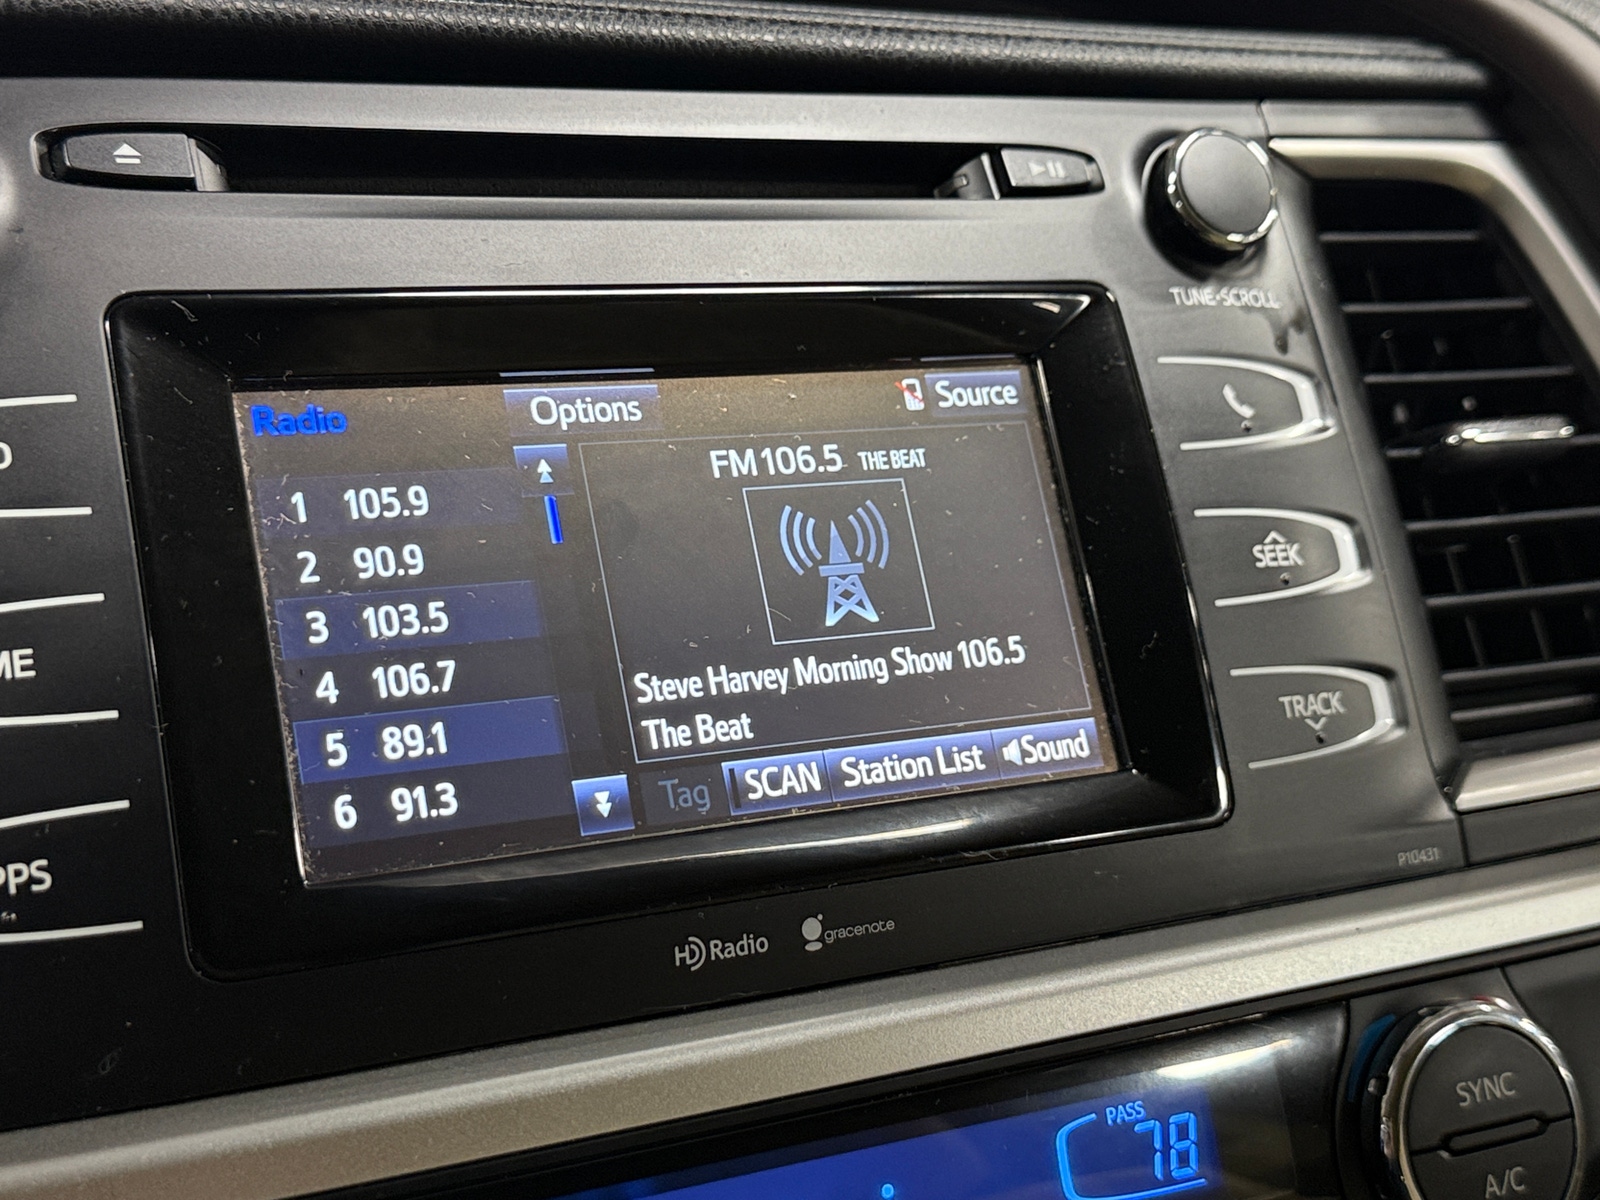 TUNE•SCROLL
Radio
Options
Source
FM 106.5 THE BEAT
1 105.9
2 90.9
3 103.5
4 106.7
5 89.1
6 91.3
Steve Harvey Morning Show 106.5
The Beat
Tag
SCAN
Station List
Sound
SEEK
TRACK
ME
PPS
P10431
HD Radio
gracenote
PASS
78
SYNC
A/C